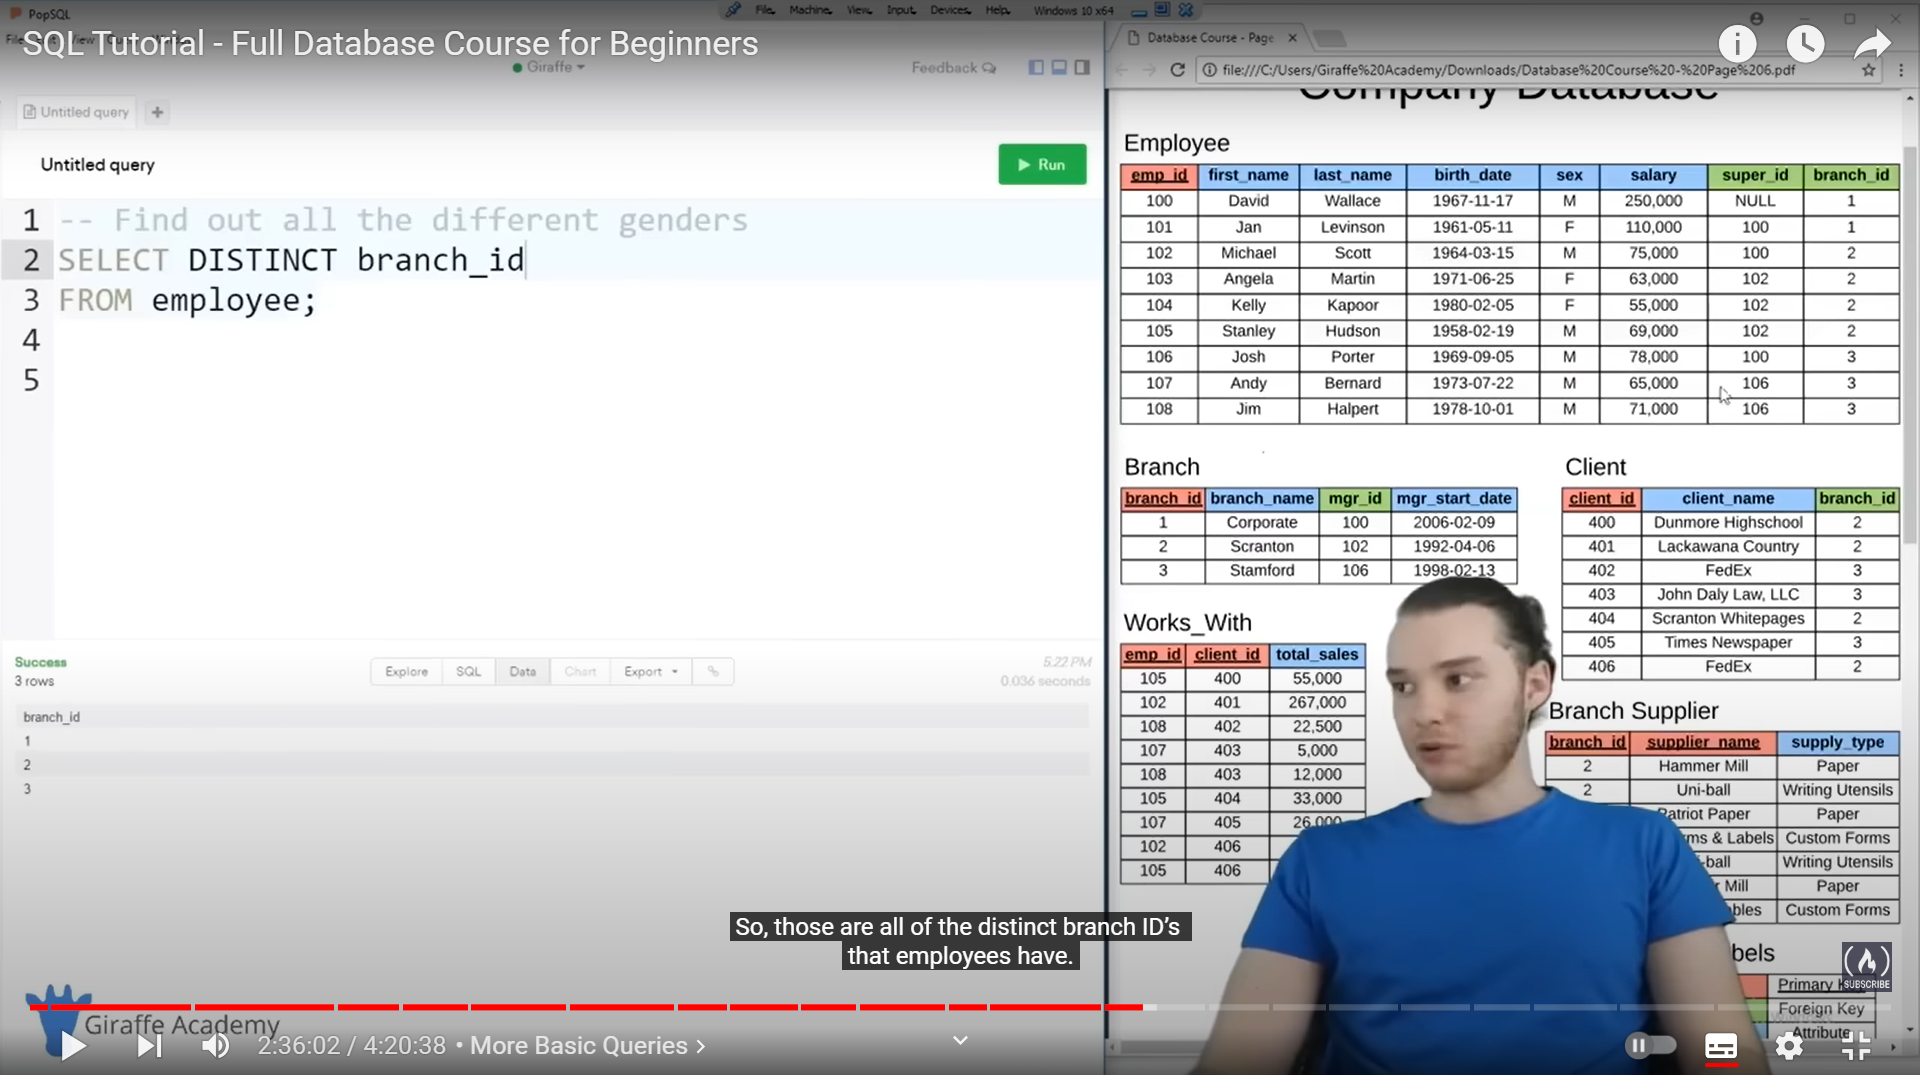 PopSQL
File Machine View Input Devices Help Windows 10 x64
SQL Tutorial - Full Database Course for Beginners
Giraffe
Feedback
Database Course - Page
file:///C:/Users/Giraffe%20Academy/Downloads/Database%20Course%20-%20Page%206.pdf
Untitled query
Untitled query
Run
1 -- Find out all the different genders
2 SELECT DISTINCT branch_id
3 FROM employee;
4
5
Success
3 rows
Explore SQL Data Chart Export
5:22 PM
0.036 seconds
branch_id
1
2
3
Company Database
Employee
emp_id first_name last_name birth_date sex salary super_id branch_id
100 David Wallace 1967-11-17 M 250,000 NULL 1
101 Jan Levinson 1961-05-11 F 110,000 100 1
102 Michael Scott 1964-03-15 M 75,000 100 2
103 Angela Martin 1971-06-25 F 63,000 102 2
104 Kelly Kapoor 1980-02-05 F 55,000 102 2
105 Stanley Hudson 1958-02-19 M 69,000 102 2
106 Josh Porter 1969-09-05 M 78,000 100 3
107 Andy Bernard 1973-07-22 M 65,000 106 3
108 Jim Halpert 1978-10-01 M 71,000 106 3
Branch
branch_id branch_name mgr_id mgr_start_date
1 Corporate 100 2006-02-09
2 Scranton 102 1992-04-06
3 Stamford 106 1998-02-13
Client
client_id client_name branch_id
400 Dunmore Highschool 2
401 Lackawana Country 2
402 FedEx 3
403 John Daly Law, LLC 3
404 Scranton Whitepages 2
405 Times Newspaper 3
406 FedEx 2
Works_With
emp_id client_id total_sales
105 400 55,000
102 401 267,000
108 402 22,500
107 403 5,000
108 403 12,000
105 404 33,000
107 405 26,000
102 406
105 406
Branch Supplier
branch_id supplier_name supply_type
2 Hammer Mill Paper
2 Uni-ball Writing Utensils
Patriot Paper Paper
ms & Labels Custom Forms
-ball Writing Utensils
r Mill Paper
bles Custom Forms
bels
Primary
Foreign Key
Attribute
SUBSCRIBE
So, those are all of the distinct branch ID’s
that employees have.
Giraffe Academy
2:36:02 / 4:20:38 • More Basic Queries